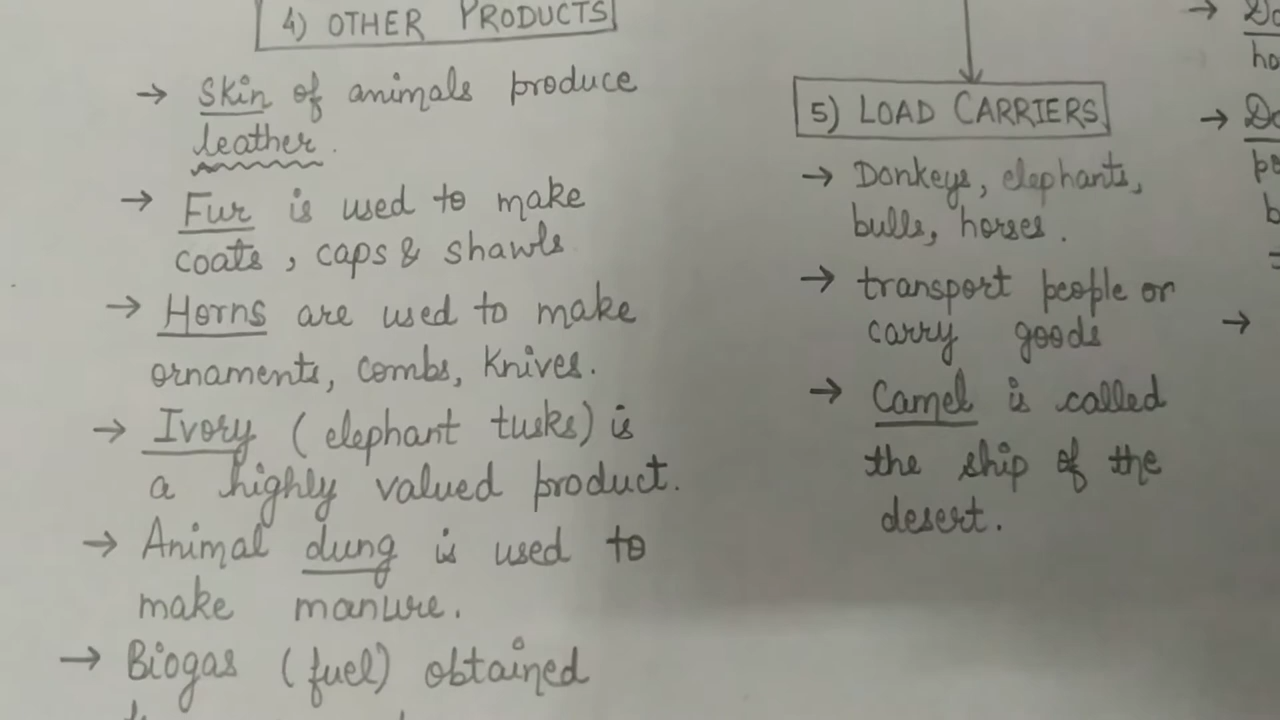 4) OTHER PRODUCTS
→ Skin of animals produce
leather.
→ Fur is used to make
coats, caps & shawls
→ Horns are used to make
ornaments, combs, knives.
→ Ivory (elephant tusks) is
a highly valued product.
→ Animal dung is used to
make manure.
→ Biogas (fuel) obtained
5) LOAD CARRIERS
→ Donkeys, elephants,
bulls, horses.
→ transport people or
carry goods
→ Camel is called
the ship of the
desert.